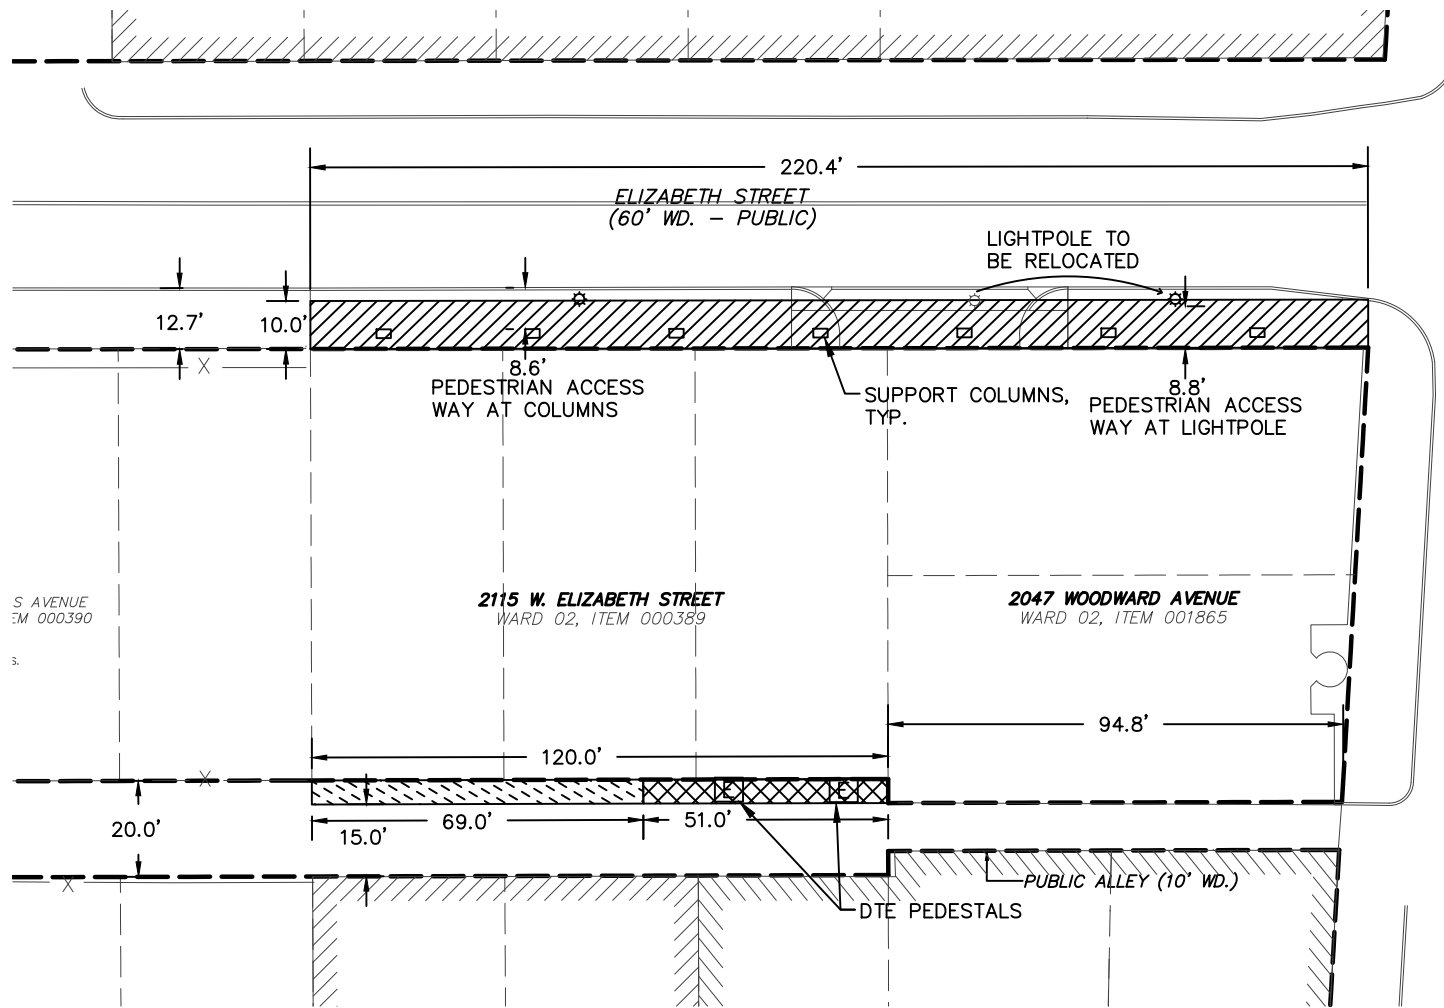 220.4'
ELIZABETH STREET
(60' WD. – PUBLIC)
LIGHTPOLE TO
BE RELOCATED
12.7'
10.0'
8.6'
PEDESTRIAN ACCESS
WAY AT COLUMNS
SUPPORT COLUMNS,
TYP.
8.8'
PEDESTRIAN ACCESS
WAY AT LIGHTPOLE
S AVENUE
EM 000390
S.
2115 W. ELIZABETH STREET
WARD 02, ITEM 000389
2047 WOODWARD AVENUE
WARD 02, ITEM 001865
94.8'
120.0'
20.0'
15.0'
69.0'
51.0'
PUBLIC ALLEY (10' WD.)
DTE PEDESTALS